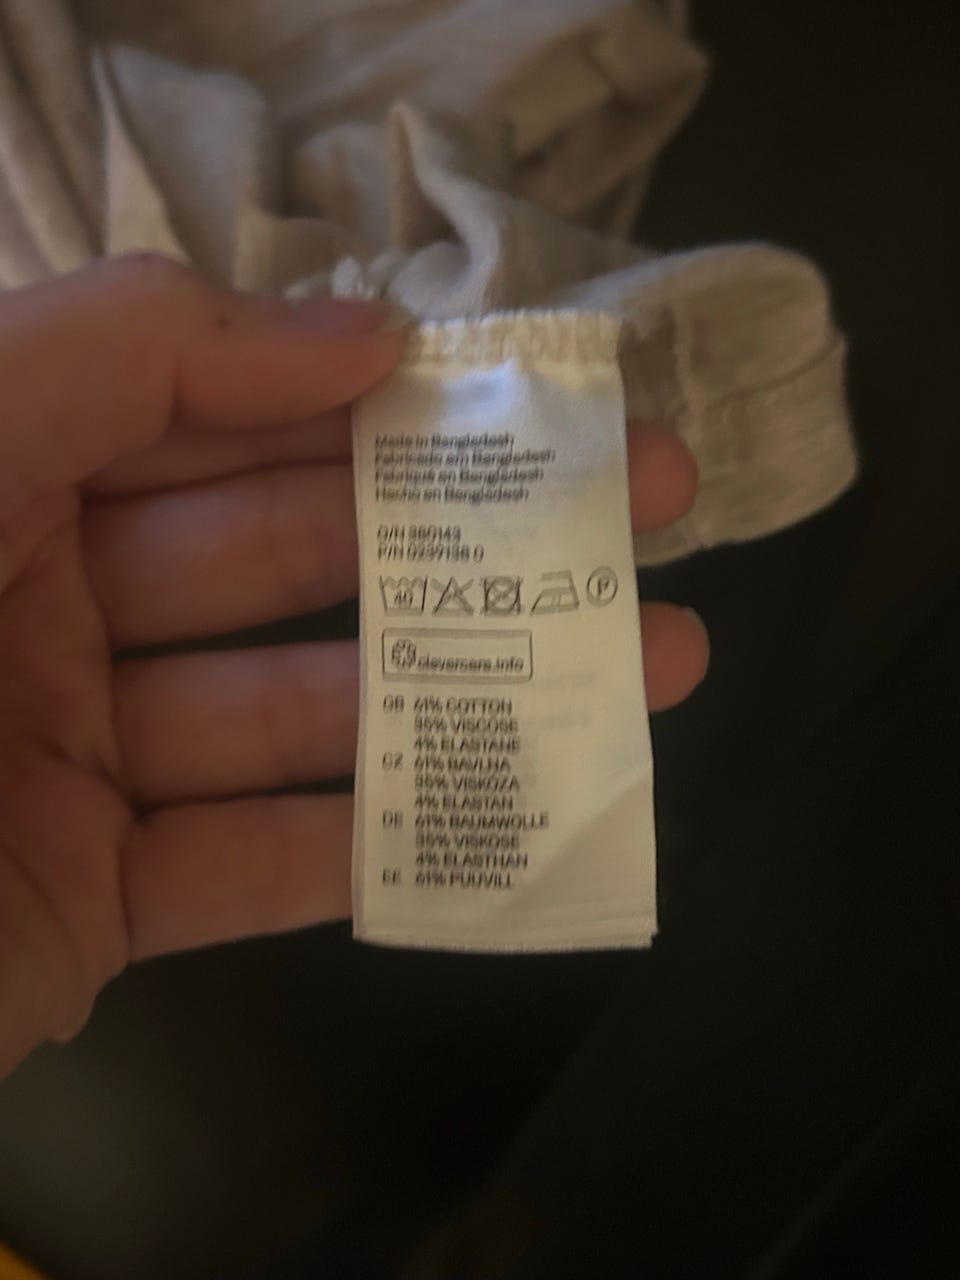 Made in Bangladesh
Fabricado em Bangladesh
Fabriqué en Bangladesh
Hecho en Bangladesh
O/N 380143
P/N 0239138 0
40 P
clevercare.info
GB 61% COTTON
35% VISCOSE
4% ELASTANE
CZ 61% BAVLNA
35% VISKÓZA
4% ELASTAN
DE 61% BAUMWOLLE
35% VISKOSE
4% ELASTHAN
EE 61% PUUVILL